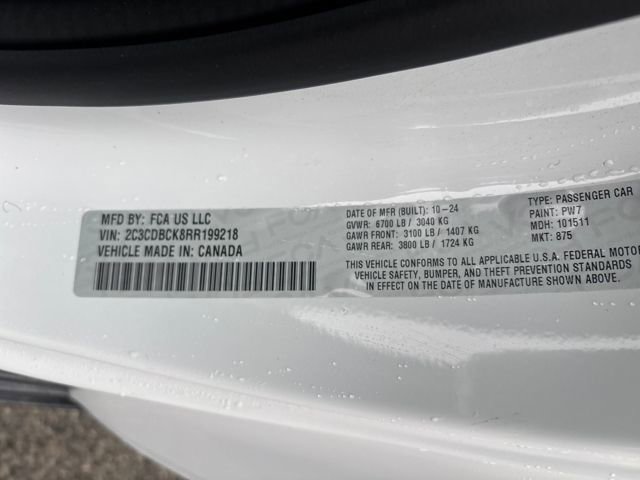 MFD BY: FCA US LLC
VIN: 2C3CDBCK8RR199218
VEHICLE MADE IN: CANADA
DATE OF MFR (BUILT): 10-24
GVWR: 6700 LB / 3040 KG
GAWR FRONT: 3100 LB / 1407 KG
GAWR REAR: 3800 LB / 1724 KG
TYPE: PASSENGER CAR
PAINT: PW7
MDH: 101511
MKT: 875
THIS VEHICLE CONFORMS TO ALL APPLICABLE U.S.A. FEDERAL MOTOR
VEHICLE SAFETY, BUMPER, AND THEFT PREVENTION STANDARDS
IN EFFECT ON THE DATE OF MANUFACTURE SHOWN ABOVE.